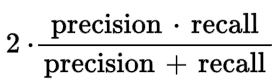 2 · precision · recall / precision + recall